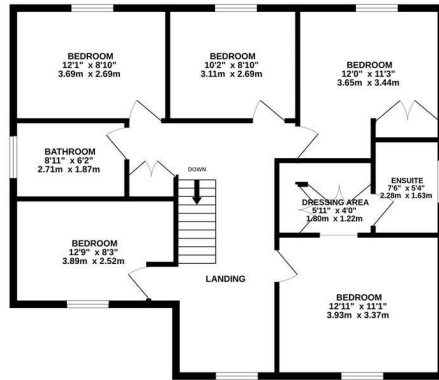 BEDROOM
12'1" x 8'10"
3.69m x 2.69m
BEDROOM
10'2" x 8'10"
3.11m x 2.69m
BEDROOM
12'0" x 11'3"
3.65m x 3.44m
BATHROOM
8'11" x 6'2"
2.71m x 1.87m
DOWN
ENSUITE
7'6" x 5'4"
2.28m x 1.63m
DRESSING AREA
5'11" x 4'0"
1.80m x 1.22m
BEDROOM
12'9" x 8'3"
3.89m x 2.52m
LANDING
BEDROOM
12'11" x 11'1"
3.93m x 3.37m